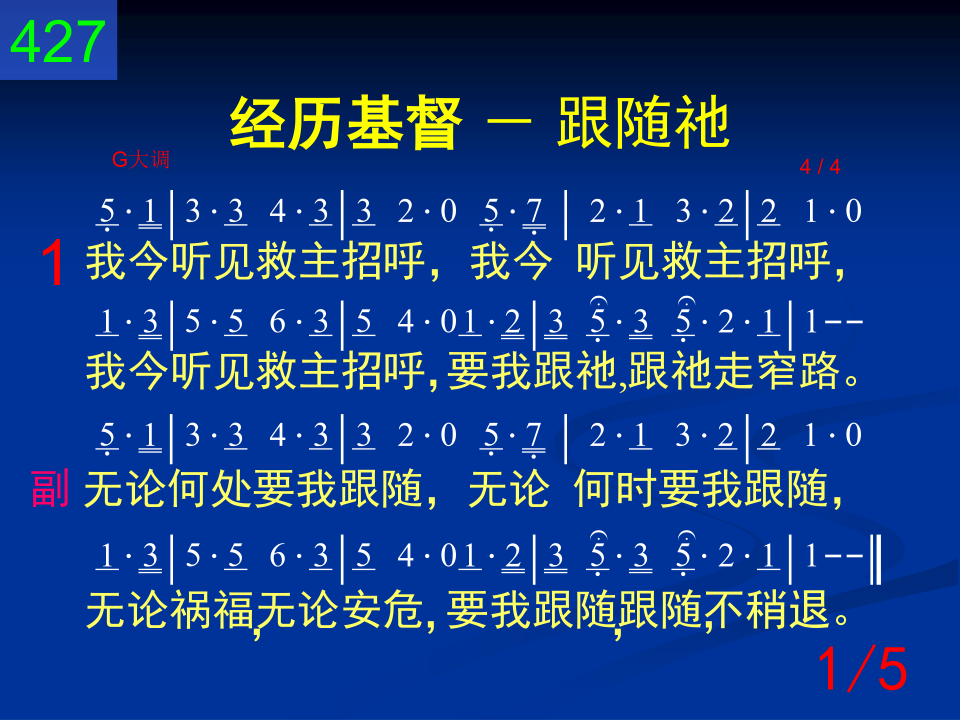 427
经历基督 － 跟随祂
G大调 4 / 4
5 · 1|3 · 3 4 · 3|3 2 · 0 5 · 7 | 2 · 1 3 · 2|2 1 · 0
1 我今听见救主招呼，我今 听见救主招呼，
1 · 3|5 · 5 6 · 3|5 4 · 0 1 · 2|3 5 · 3 5 · 2 · 1|1−−
我今听见救主招呼，要我跟祂,跟祂走窄路。
5 · 1|3 · 3 4 · 3|3 2 · 0 5 · 7 | 2 · 1 3 · 2|2 1 · 0
副 无论何处要我跟随，无论 何时要我跟随，
1 · 3|5 · 5 6 · 3|5 4 · 0 1 · 2|3 5 · 3 5 · 2 · 1|1−−‖
无论祸福，无论安危，要我跟随，跟随，不稍退。
1/5